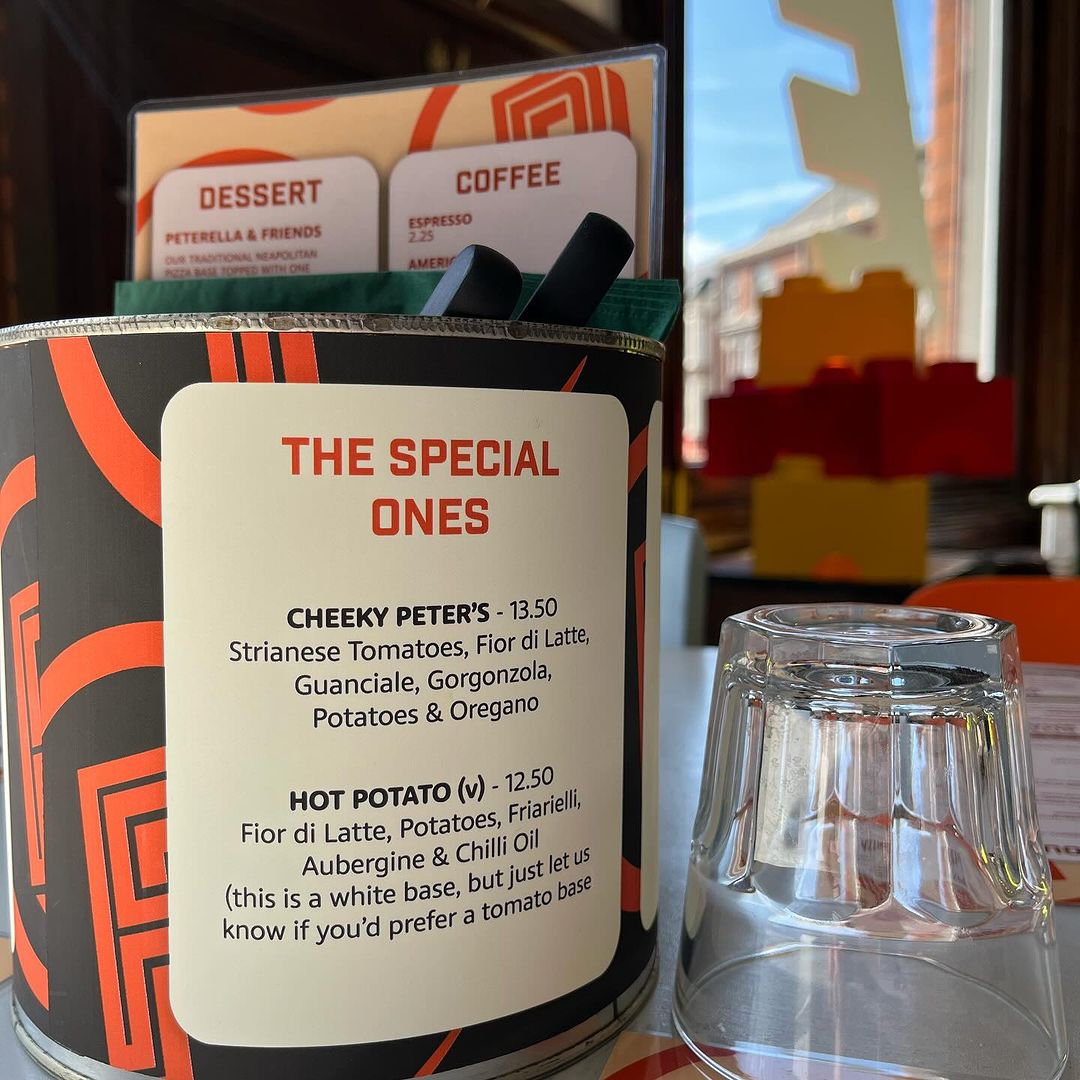 DESSERT
PETERELLA & FRIENDS
OUR TRADITIONAL NEAPOLITAN
PIZZA BASE TOPPED WITH ONE
COFFEE
ESPRESSO
2.25
THE SPECIAL
ONES
CHEEKY PETER'S - 13.50
Strianese Tomatoes, Fior di Latte,
Guanciale, Gorgonzola,
Potatoes & Oregano
HOT POTATO (v) - 12.50
Fior di Latte, Potatoes, Friarielli,
Aubergine & Chilli Oil
(this is a white base, but just let us
know if you'd prefer a tomato base